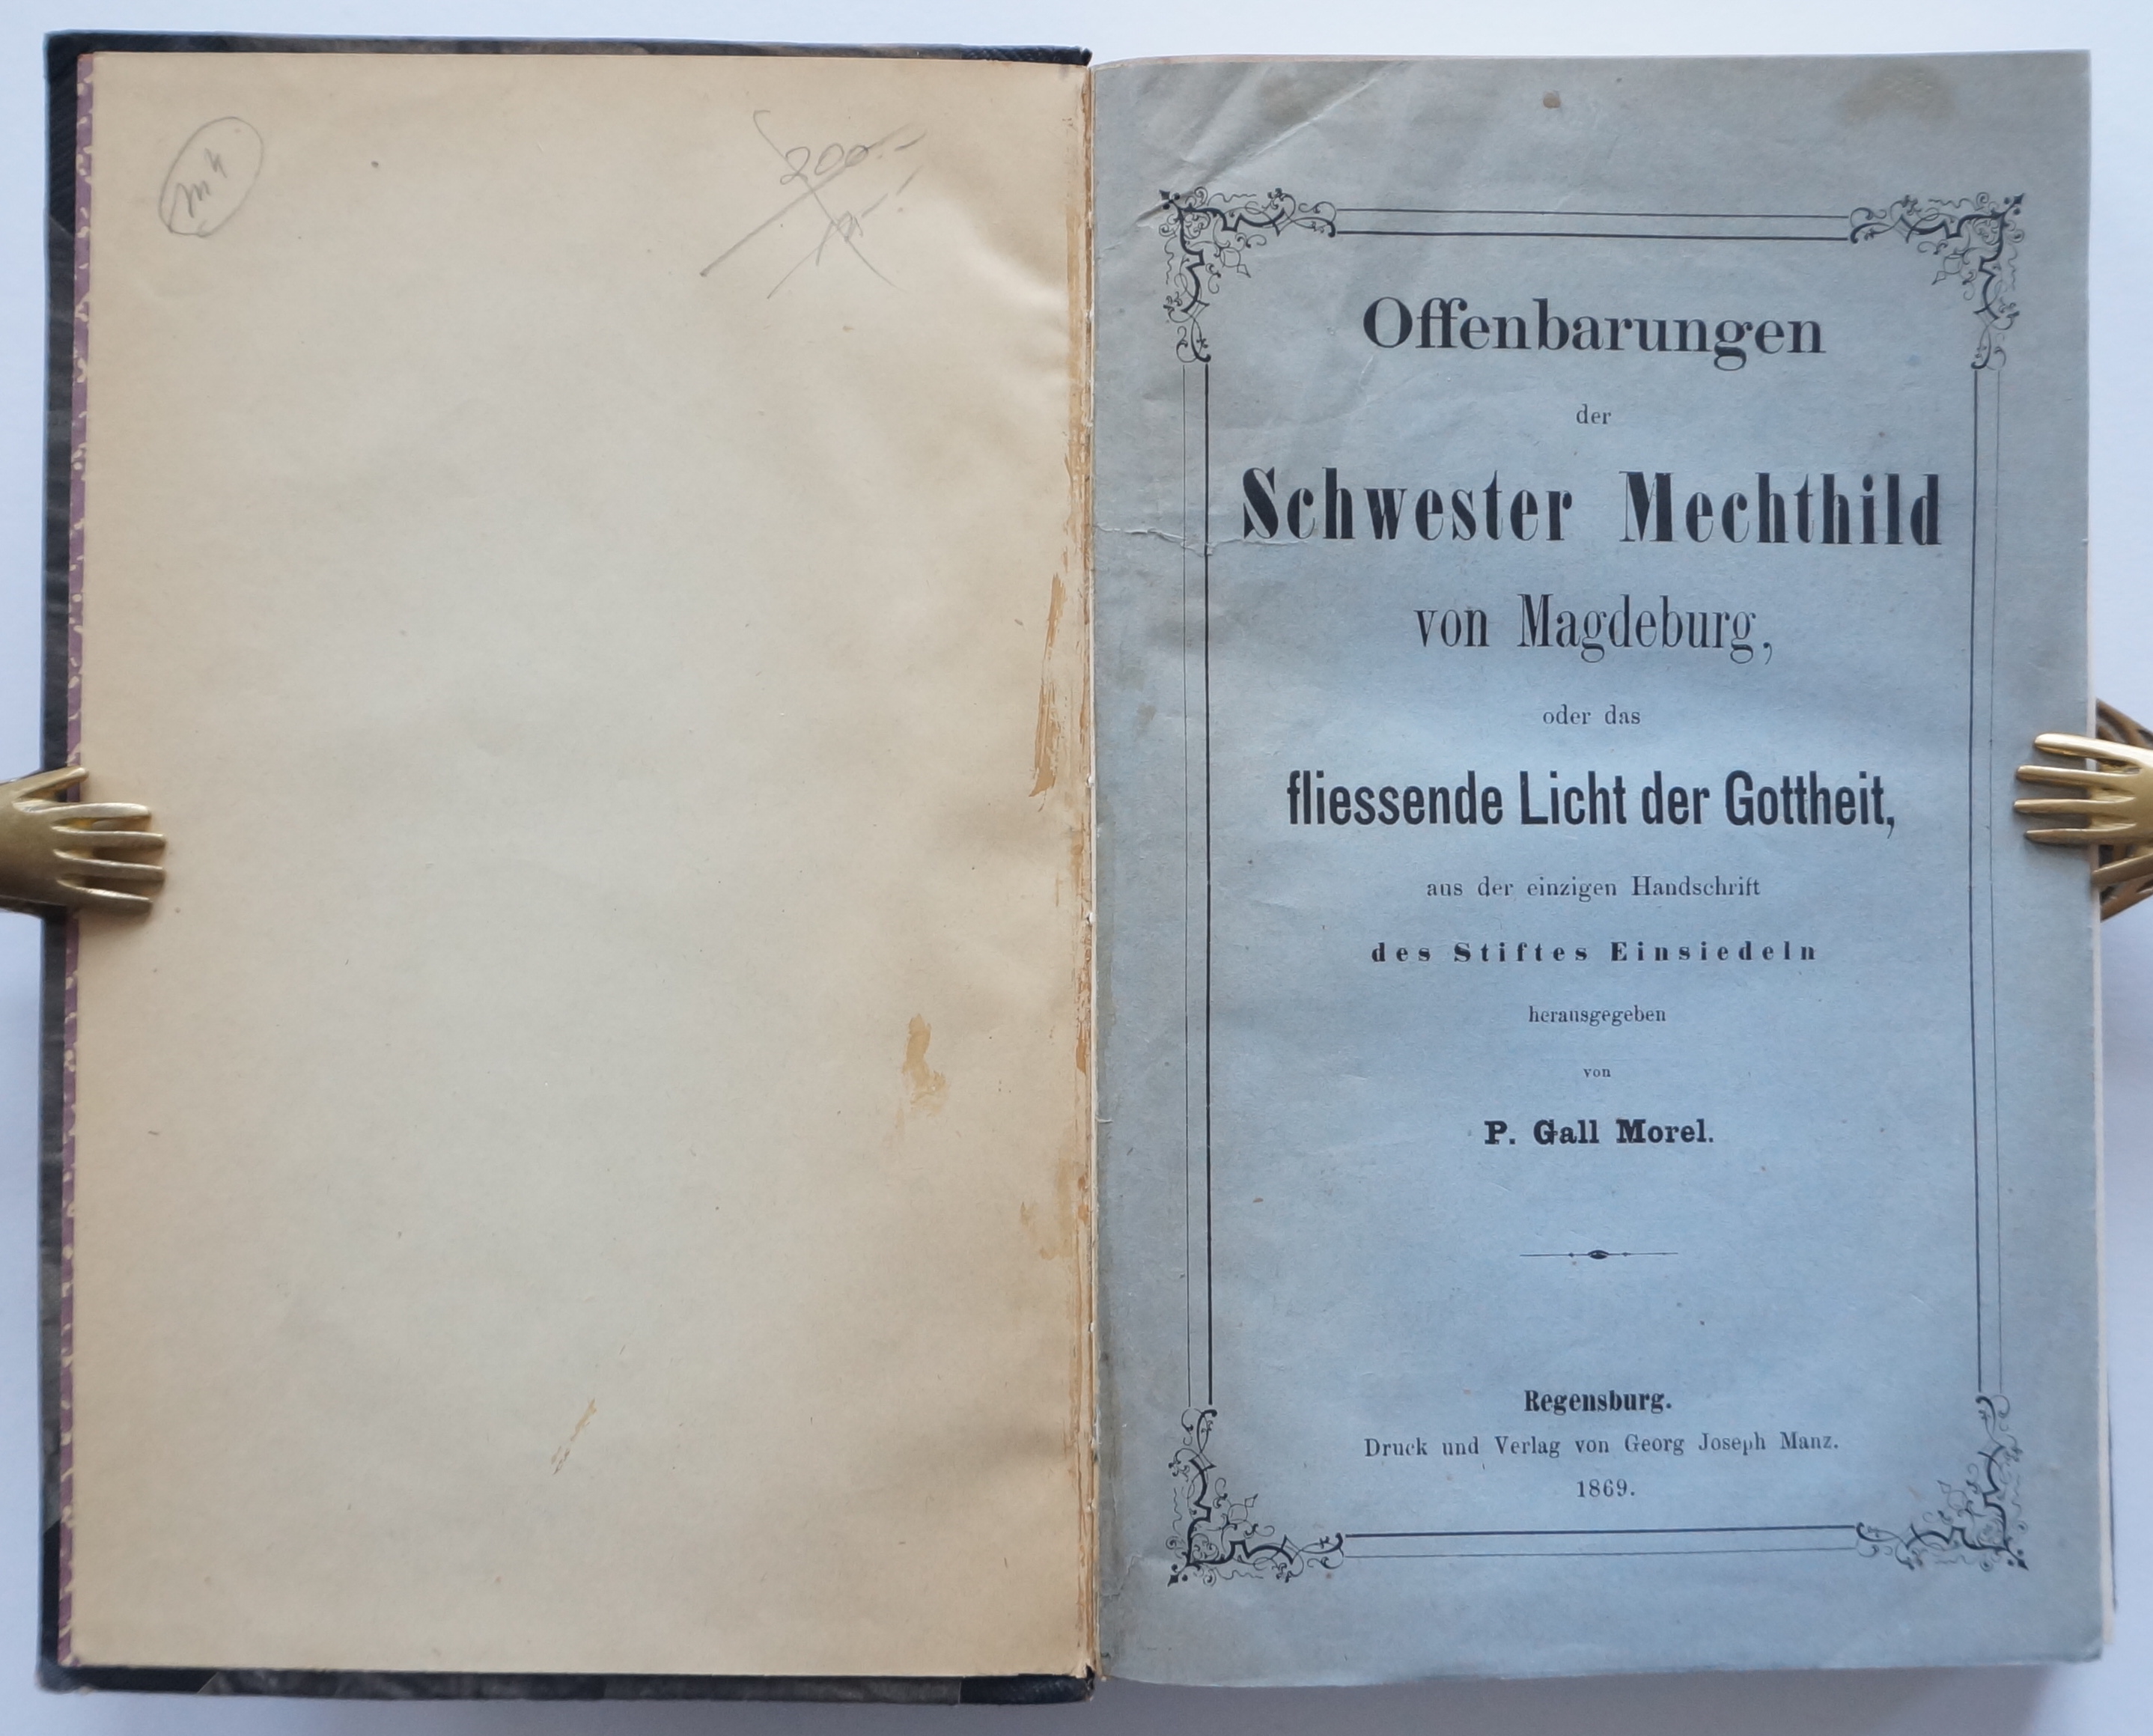 200.-
Offenbarungen
der
Schwester Mechthild
von Magdeburg,
oder das
fliessende Licht der Gottheit,
aus der einzigen Handschrift
des Stiftes Einsiedeln
herausgegeben
von
P. Gall Morel.
Regensburg.
Druck und Verlag von Georg Joseph Manz.
1869.